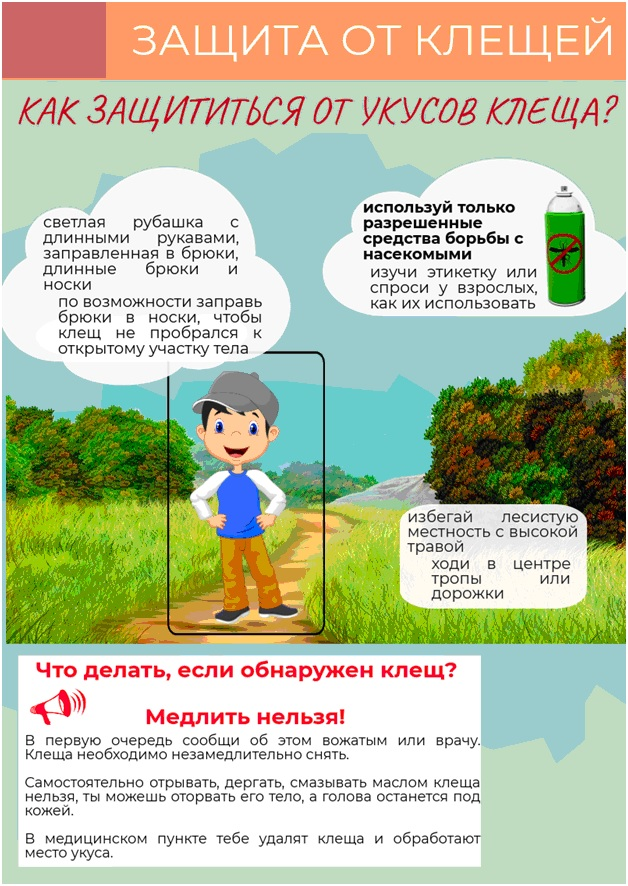 ЗАЩИТА ОТ КЛЕЩЕЙ
КАК ЗАЩИТИТЬСЯ ОТ УКУСОВ КЛЕЩА?
светлая рубашка с
длинными рукавами,
заправленная в брюки,
длинные брюки и
носки
по возможности заправь
брюки в носки, чтобы
клещ не пробрался к
открытому участку тела
используй только
разрешенные
средства борьбы с
насекомыми
изучи этикетку или
спроси у взрослых,
как их использовать
избегай лесистую
местность с высокой
травой
ходи в центре
тропы или
дорожки
Что делать, если обнаружен клещ?
Медлить нельзя!
В первую очередь сообщи об этом вожатым или врачу.
Клеща необходимо незамедлительно снять.
Самостоятельно отрывать, дергать, смазывать маслом клеща
нельзя, ты можешь оторвать его тело, а голова останется под
кожей.
В медицинском пункте тебе удалят клеща и обработают
место укуса.